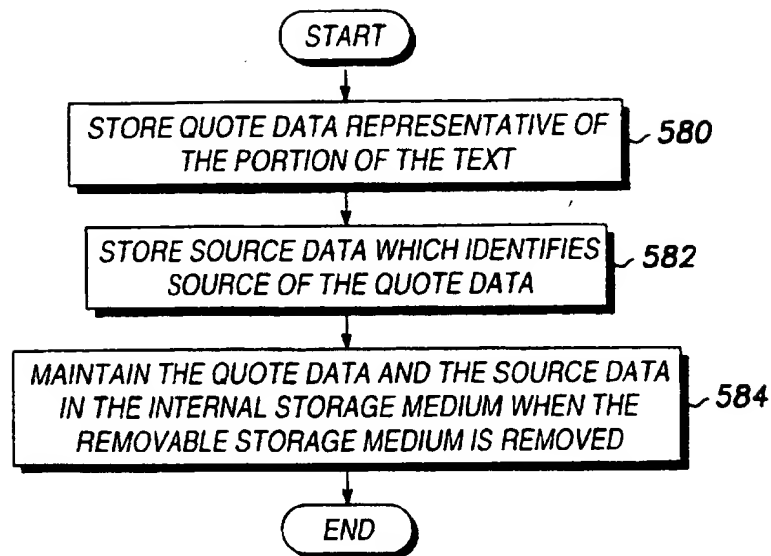 START
STORE QUOTE DATA REPRESENTATIVE OF
THE PORTION OF THE TEXT
580
STORE SOURCE DATA WHICH IDENTIFIES
SOURCE OF THE QUOTE DATA
582
MAINTAIN THE QUOTE DATA AND THE SOURCE DATA
IN THE INTERNAL STORAGE MEDIUM WHEN THE
REMOVABLE STORAGE MEDIUM IS REMOVED
584
END